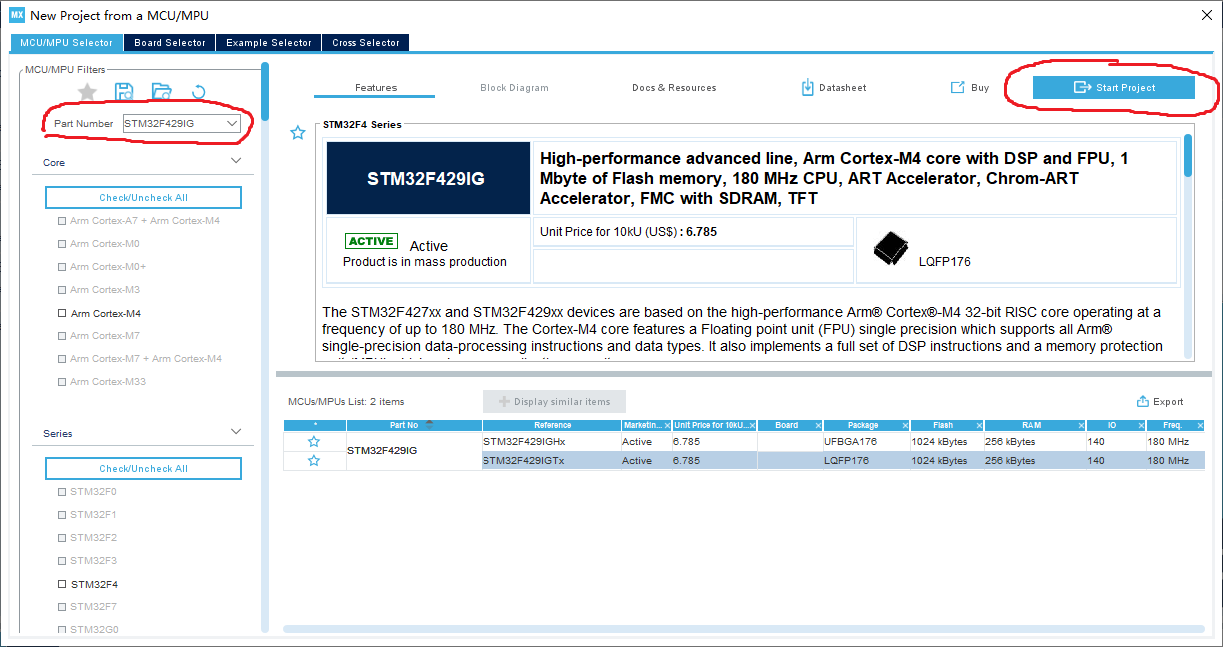 MX New Project from a MCU/MPU
MCU/MPU Selector Board Selector Example Selector Cross Selector
MCU/MPU Filters
Part Number STM32F429IG
Core
Check/Uncheck All
Arm Cortex-A7 + Arm Cortex-M4
Arm Cortex-M0
Arm Cortex-M0+
Arm Cortex-M3
Arm Cortex-M4
Arm Cortex-M7
Arm Cortex-M7 + Arm Cortex-M4
Arm Cortex-M33
Series
Check/Uncheck All
STM32F0
STM32F1
STM32F2
STM32F3
STM32F4
STM32F7
STM32G0
Features Block Diagram Docs & Resources Datasheet Buy Start Project
STM32F4 Series
STM32F429IG
High-performance advanced line, Arm Cortex-M4 core with DSP and FPU, 1
Mbyte of Flash memory, 180 MHz CPU, ART Accelerator, Chrom-ART
Accelerator, FMC with SDRAM, TFT
ACTIVE Active
Product is in mass production
Unit Price for 10kU (US$) : 6.785
LQFP176
The STM32F427xx and STM32F429xx devices are based on the high-performance Arm® Cortex®-M4 32-bit RISC core operating at a
frequency of up to 180 MHz. The Cortex-M4 core features a Floating point unit (FPU) single precision which supports all Arm®
single-precision data-processing instructions and data types. It also implements a full set of DSP instructions and a memory protection
MCUs/MPUs List: 2 items Display similar items Export
* Part No Reference Marketin... Unit Price for 10kU... Board Package Flash RAM IO Freq.
STM32F429IG
STM32F429IGHx Active 6.785 UFBGA176 1024 kBytes 256 kBytes 140 180 MHz
STM32F429IGTx Active 6.785 LQFP176 1024 kBytes 256 kBytes 140 180 MHz